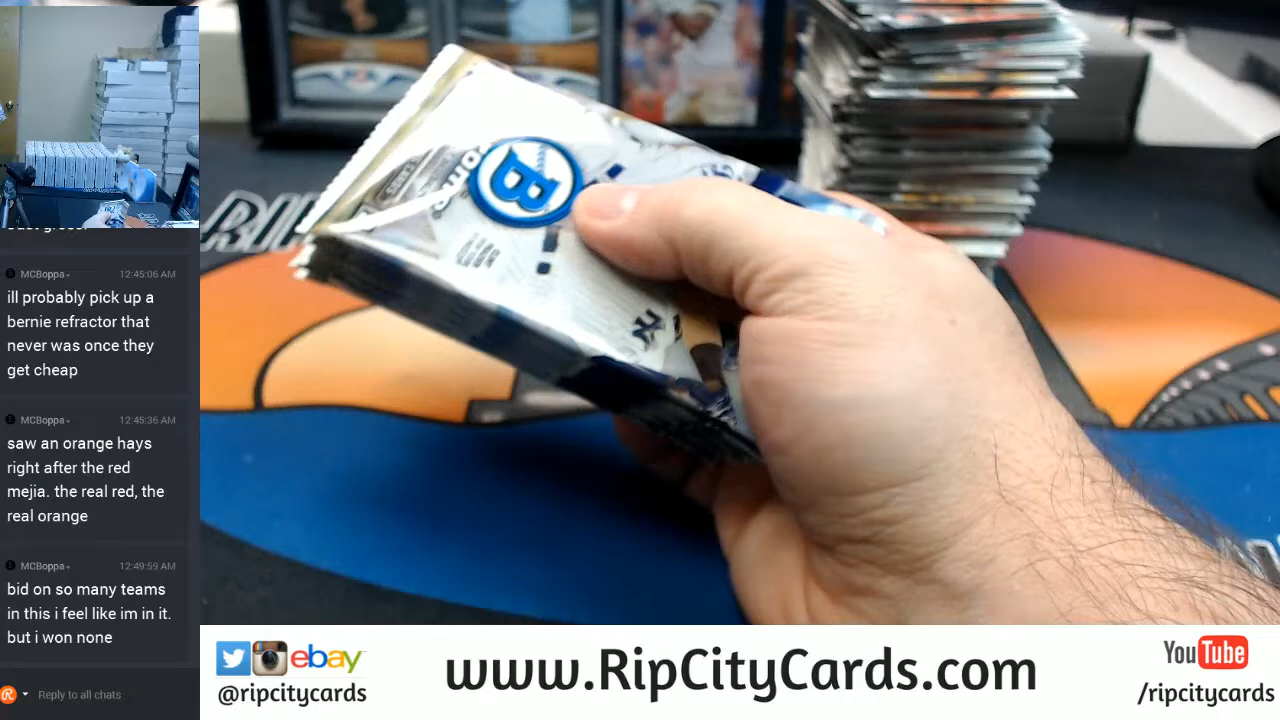 MCBoppa
12:45:06 AM
ill probably pick up a
bernie refractor that
never was once they
get cheap
MCBoppa
12:45:36 AM
saw an orange hays
right after the red
mejia. the real red, the
real orange
MCBoppa
12:49:59 AM
bid on so many teams
in this i feel like im in it.
but i won none
Reply to all chats
B
NY
ebay
@ripcitycards
www.RipCityCards.com
YouTube
/ripcitycards